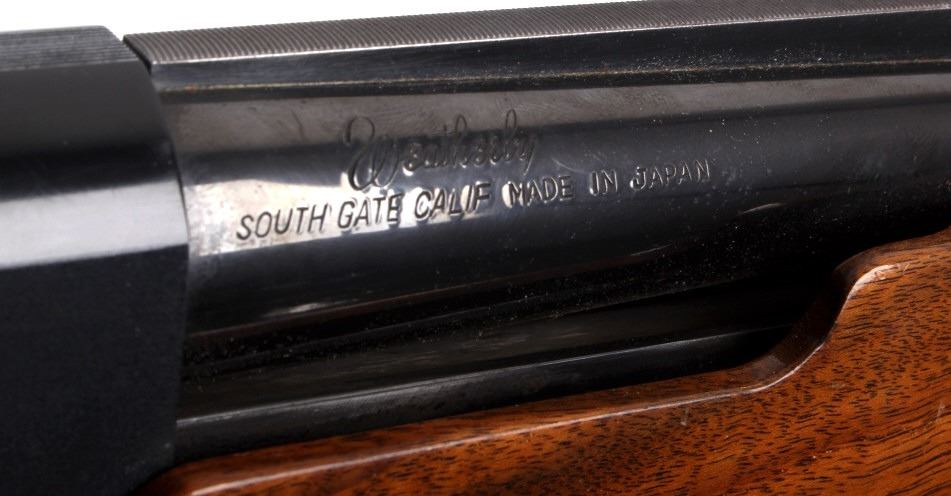 Weatherby
SOUTH GATE CALIF MADE IN JAPAN